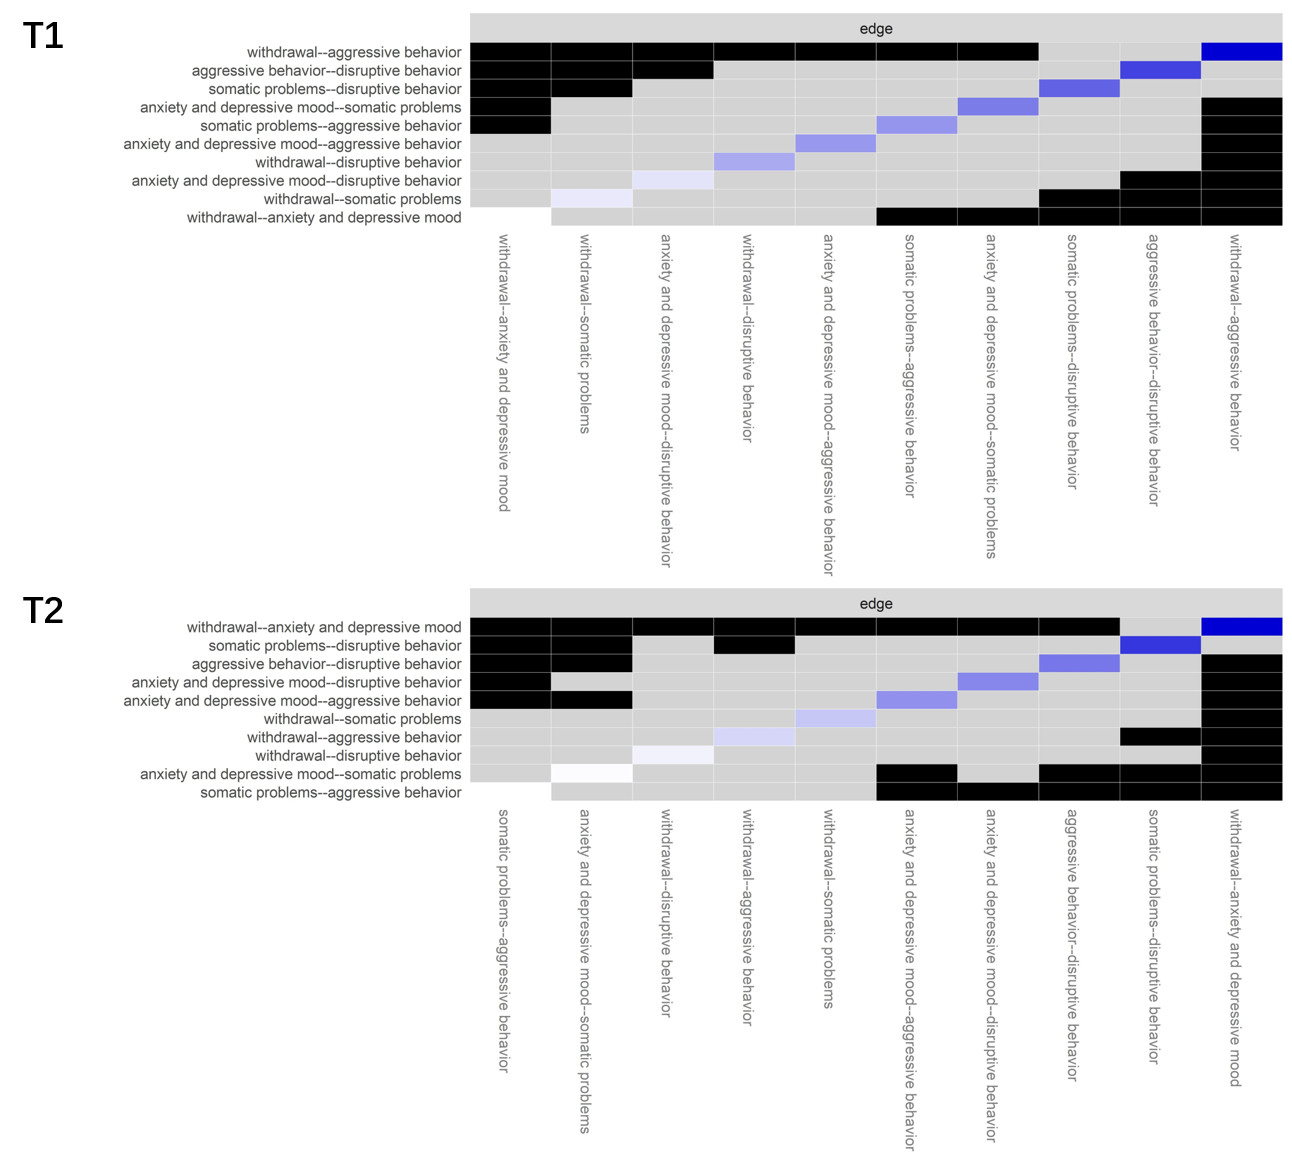 T1
edge
withdrawal--aggressive behavior
aggressive behavior--disruptive behavior
somatic problems--disruptive behavior
anxiety and depressive mood--somatic problems
somatic problems--aggressive behavior
anxiety and depressive mood--aggressive behavior
withdrawal--disruptive behavior
anxiety and depressive mood--disruptive behavior
withdrawal--somatic problems
withdrawal--anxiety and depressive mood
withdrawal--anxiety and depressive mood
withdrawal--somatic problems
anxiety and depressive mood--disruptive behavior
withdrawal--disruptive behavior
anxiety and depressive mood--aggressive behavior
somatic problems--aggressive behavior
anxiety and depressive mood--somatic problems
somatic problems--disruptive behavior
aggressive behavior--disruptive behavior
withdrawal--aggressive behavior
T2
edge
withdrawal--anxiety and depressive mood
somatic problems--disruptive behavior
aggressive behavior--disruptive behavior
anxiety and depressive mood--disruptive behavior
anxiety and depressive mood--aggressive behavior
withdrawal--somatic problems
withdrawal--aggressive behavior
withdrawal--disruptive behavior
anxiety and depressive mood--somatic problems
somatic problems--aggressive behavior
somatic problems--aggressive behavior
anxiety and depressive mood--somatic problems
withdrawal--disruptive behavior
withdrawal--aggressive behavior
withdrawal--somatic problems
anxiety and depressive mood--aggressive behavior
anxiety and depressive mood--disruptive behavior
aggressive behavior--disruptive behavior
somatic problems--disruptive behavior
withdrawal--anxiety and depressive mood